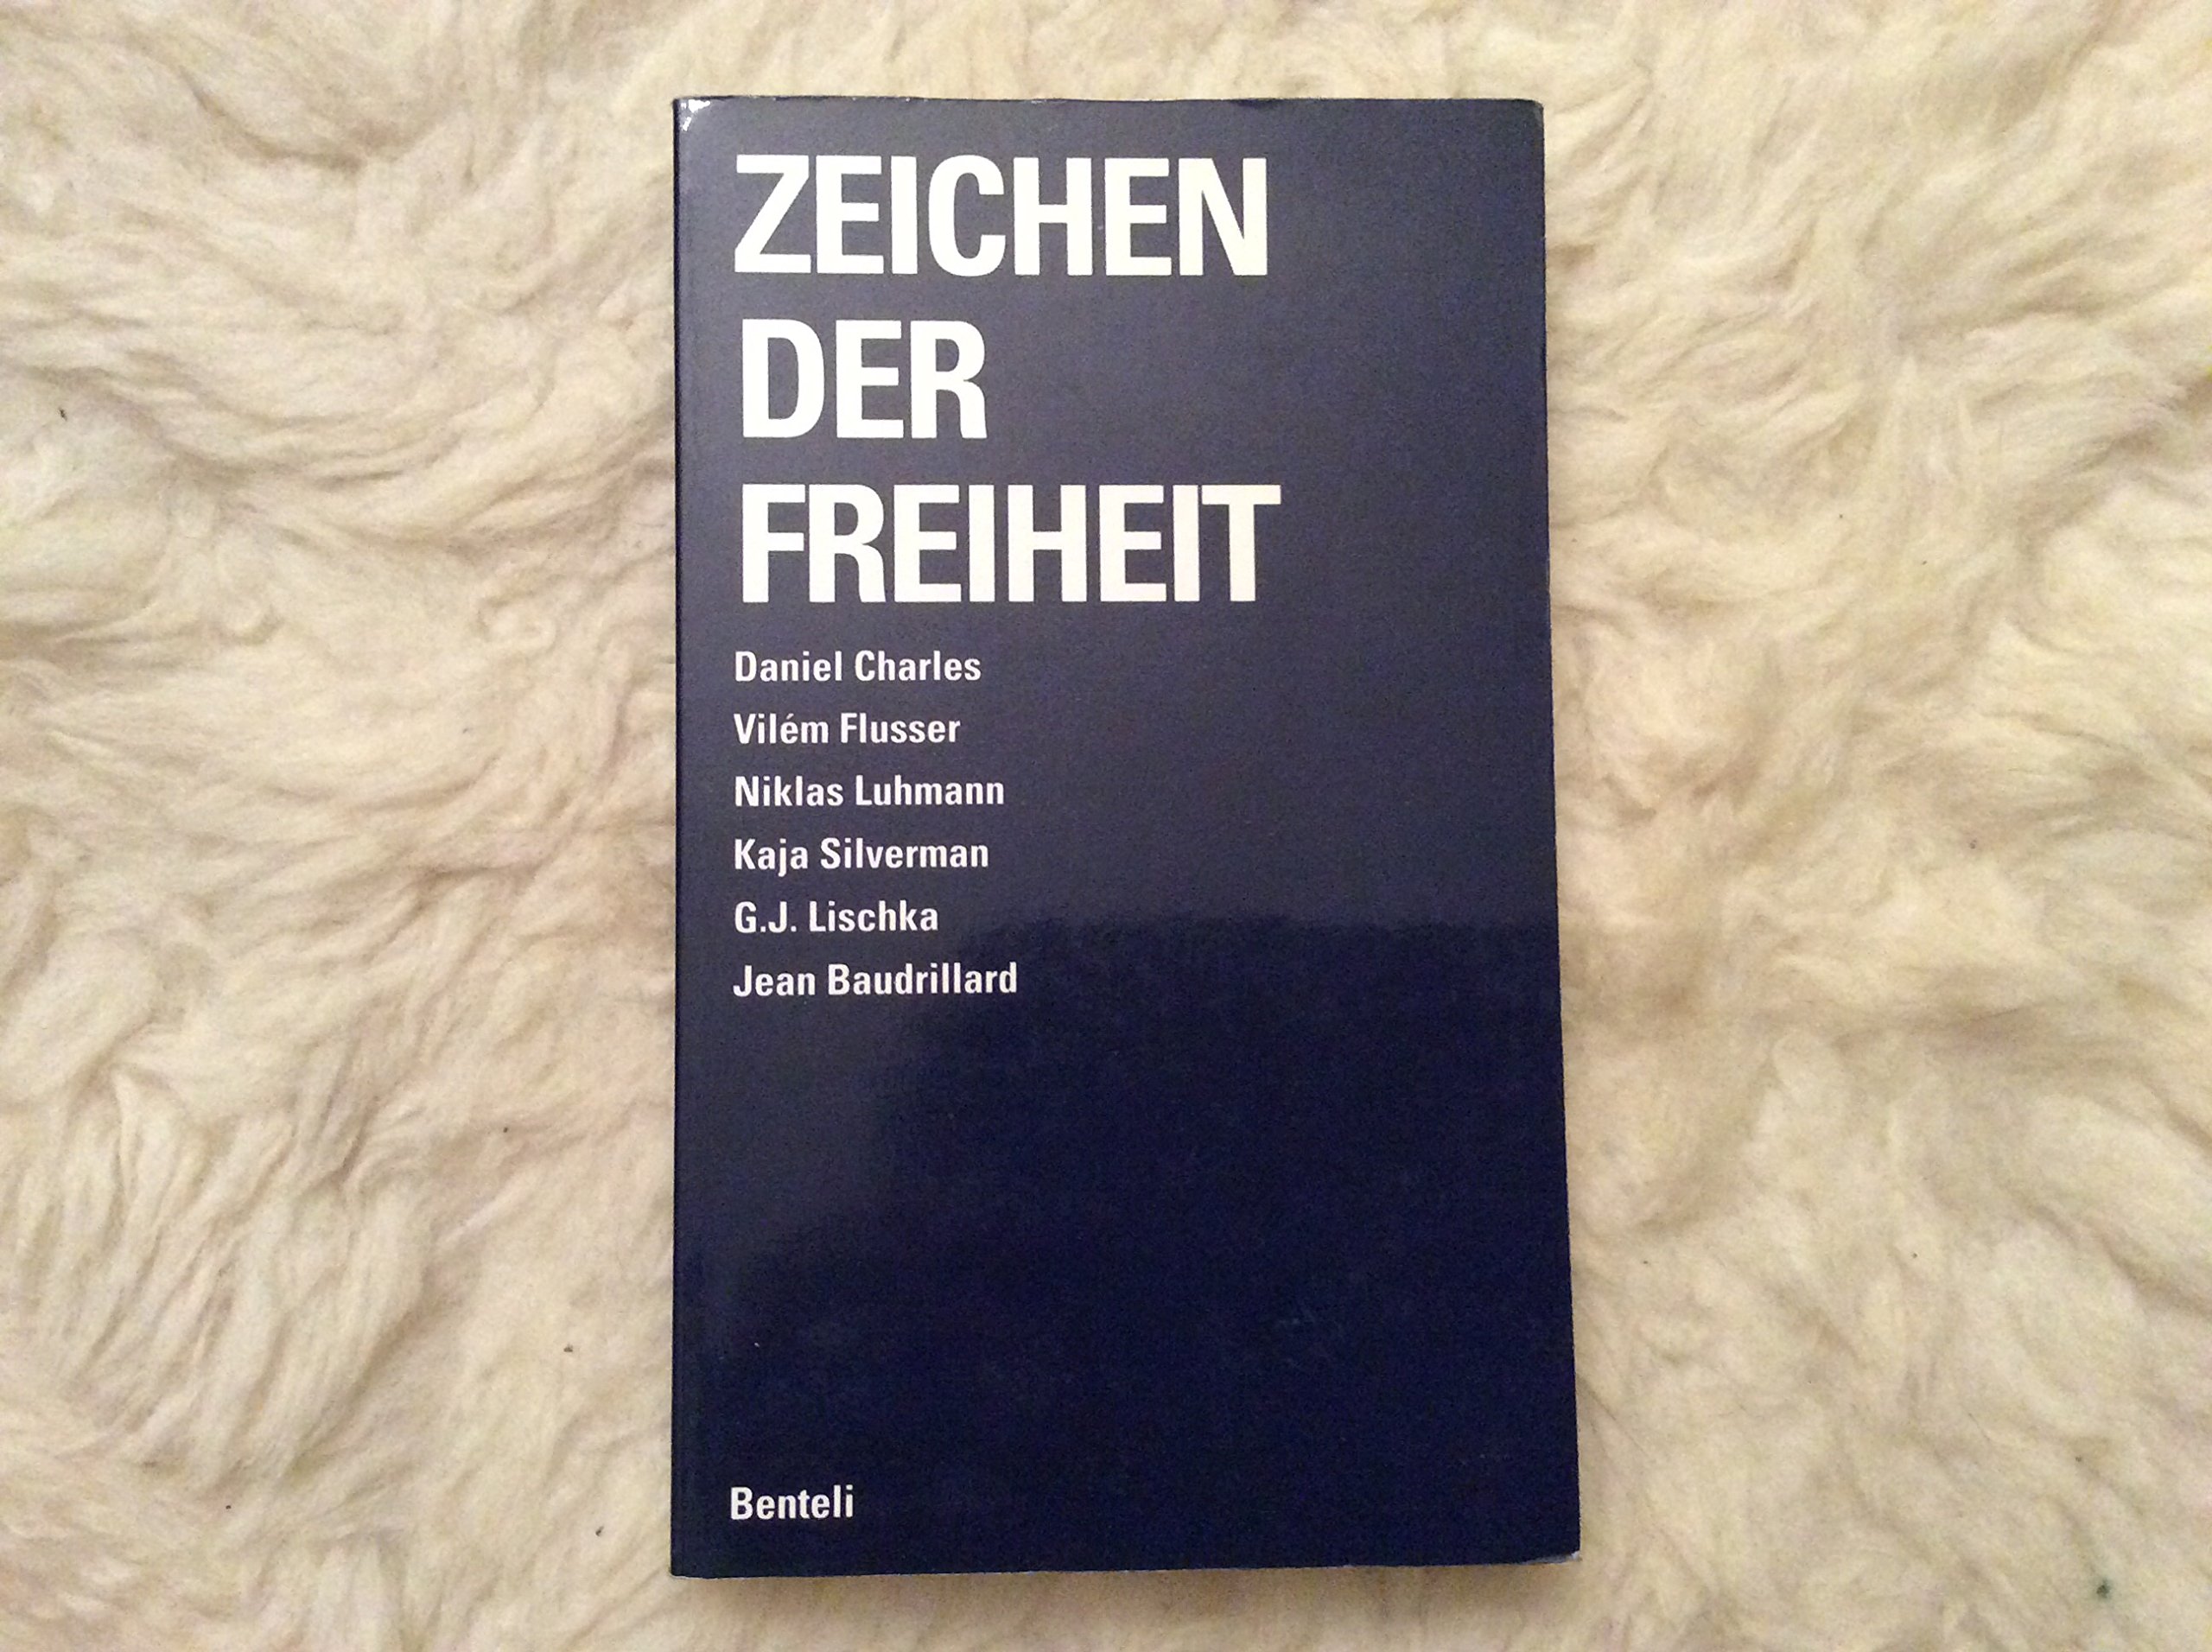 ZEICHEN
DER
FREIHEIT
Daniel Charles
Vilém Flusser
Niklas Luhmann
Kaja Silverman
G.J. Lischka
Jean Baudrillard
Benteli